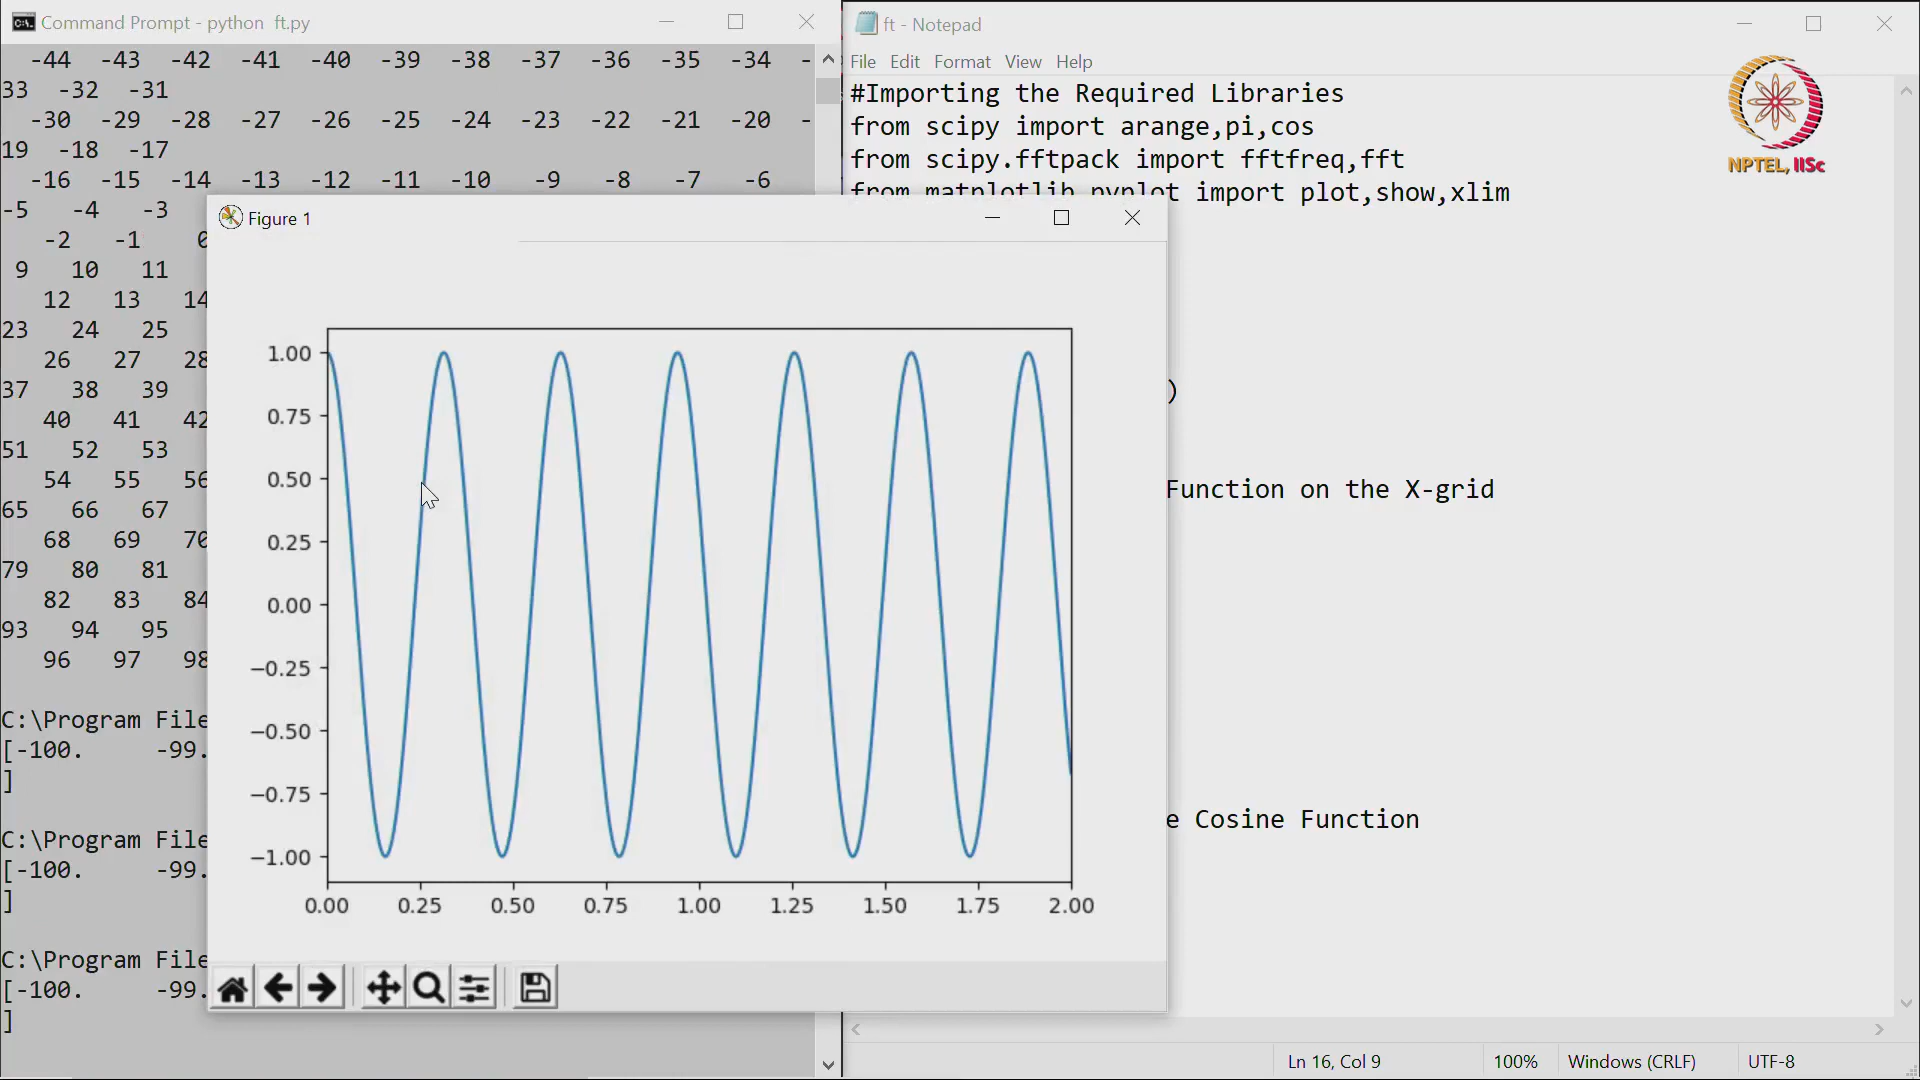 Command Prompt - python ft.py
-44 -43 -42 -41 -40 -39 -38 -37 -36 -35 -34 -
33 -32 -31
-30 -29 -28 -27 -26 -25 -24 -23 -22 -21 -20 -
19 -18 -17
-16 -15 -14 -13 -12 -11 -10 -9 -8 -7 -6
-5 -4 -3
-2 -1 0
9 10 11
12 13 14
23 24 25
26 27 28
37 38 39
40 41 42
51 52 53
54 55 56
65 66 67
68 69 70
79 80 81
82 83 84
93 94 95
96 97 98
C:\Program File
[-100. -99.
]
C:\Program File
[-100. -99.
]
C:\Program File
[-100. -99.
]
ft - Notepad
File Edit Format View Help
#Importing the Required Libraries
from scipy import arange,pi,cos
from scipy.fftpack import fftfreq,fft
from matplotlib.pyplot import plot,show,xlim
)
Function on the X-grid
e Cosine Function
Ln 16, Col 9 100% Windows (CRLF) UTF-8
NPTEL, IISc
Figure 1
1.00
0.75
0.50
0.25
0.00
−0.25
−0.50
−0.75
−1.00
0.00 0.25 0.50 0.75 1.00 1.25 1.50 1.75 2.00